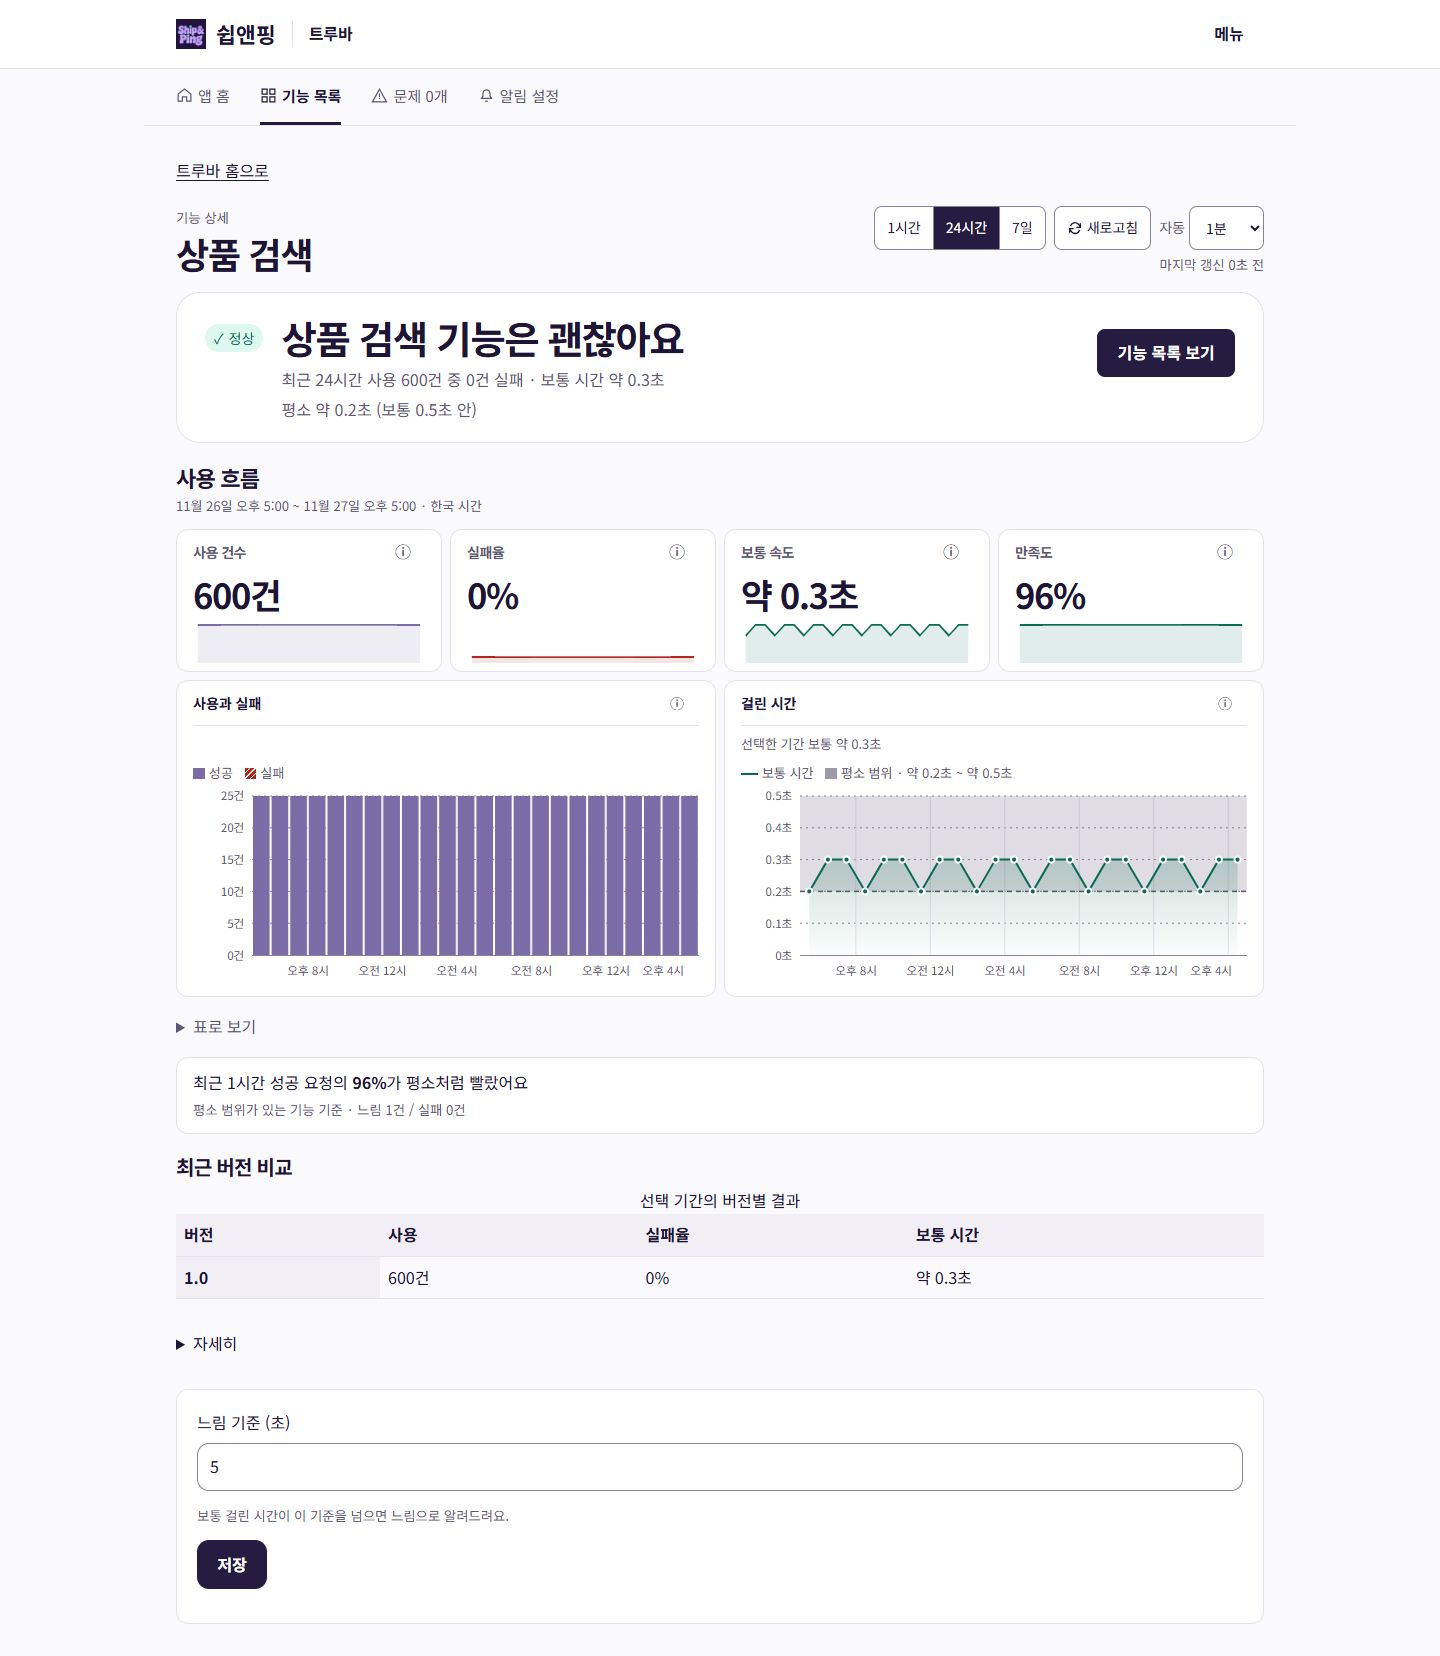 Ship& Ping 쉽앤핑 트루바 메뉴
앱 홈 기능 목록 문제 0개 알림 설정
트루바 홈으로
기능 상세
상품 검색
1시간 24시간 7일 새로고침 자동 1분
마지막 갱신 0초 전
✓ 정상 상품 검색 기능은 괜찮아요
최근 24시간 사용 600건 중 0건 실패 · 보통 시간 약 0.3초
평소 약 0.2초 (보통 0.5초 안)
기능 목록 보기
사용 흐름
11월 26일 오후 5:00 ~ 11월 27일 오후 5:00 · 한국 시간
사용 건수 ⓘ
600건
실패율 ⓘ
0%
보통 속도 ⓘ
약 0.3초
만족도 ⓘ
96%
사용과 실패 ⓘ
성공 실패
25건
20건
15건
10건
5건
0건
오후 8시 오전 12시 오전 4시 오전 8시 오후 12시 오후 4시
걸린 시간 ⓘ
선택한 기간 보통 약 0.3초
보통 시간 평소 범위 · 약 0.2초 ~ 약 0.5초
0.5초
0.4초
0.3초
0.2초
0.1초
0초
오후 8시 오전 12시 오전 4시 오전 8시 오후 12시 오후 4시
▶ 표로 보기
최근 1시간 성공 요청의 96%가 평소처럼 빨랐어요
평소 범위가 있는 기능 기준 · 느림 1건 / 실패 0건
최근 버전 비교
선택 기간의 버전별 결과
버전 사용 실패율 보통 시간
1.0 600건 0% 약 0.3초
▶ 자세히
느림 기준 (초)
5
보통 걸린 시간이 이 기준을 넘으면 느림으로 알려드려요.
저장